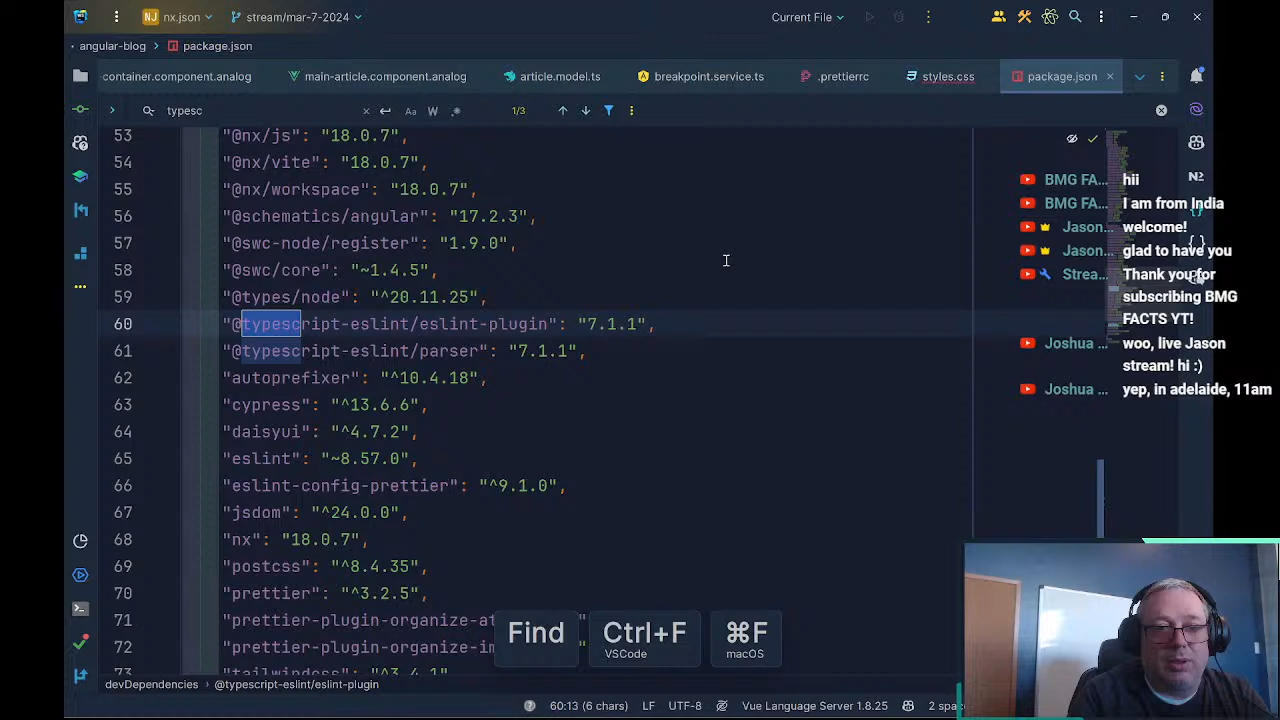 NJ nx.json
stream/mar-7-2024
Current File
angular-blog
package.json
container.component.analog
main-article.component.analog
article.model.ts
breakpoint.service.ts
.prettierrc
styles.css
package.json
typesc
Aa
W
.*
1/3
53 "@nx/js": "18.0.7",
54 "@nx/vite": "18.0.7",
55 "@nx/workspace": "18.0.7",
56 "@schematics/angular": "17.2.3",
57 "@swc-node/register": "1.9.0",
58 "@swc/core": "~1.4.5",
59 "@types/node": "^20.11.25",
60 "@typescript-eslint/eslint-plugin": "7.1.1",
61 "@typescript-eslint/parser": "7.1.1",
62 "autoprefixer": "^10.4.18",
63 "cypress": "^13.6.6",
64 "daisyui": "^4.7.2",
65 "eslint": "~8.57.0",
66 "eslint-config-prettier": "^9.1.0",
67 "jsdom": "^24.0.0",
68 "nx": "18.0.7",
69 "postcss": "^8.4.35",
70 "prettier": "^3.2.5",
71 "prettier-plugin-organize-at
72 "prettier-plugin-organize-im
73 "tailwindcss": "^3.4.1",
BMG FA... hii
BMG FA... I am from India
Jason... welcome!
Jason... glad to have you
Strea... Thank you for
subscribing BMG
FACTS YT!
Joshua ... woo, live Jason
stream! hi :)
Joshua ... yep, in adelaide, 11am
N2
Find
Ctrl+F
VSCode
⌘F
macOS
devDependencies
@typescript-eslint/eslint-plugin
60:13 (6 chars)
LF
UTF-8
Vue Language Server 1.8.25
2 spac